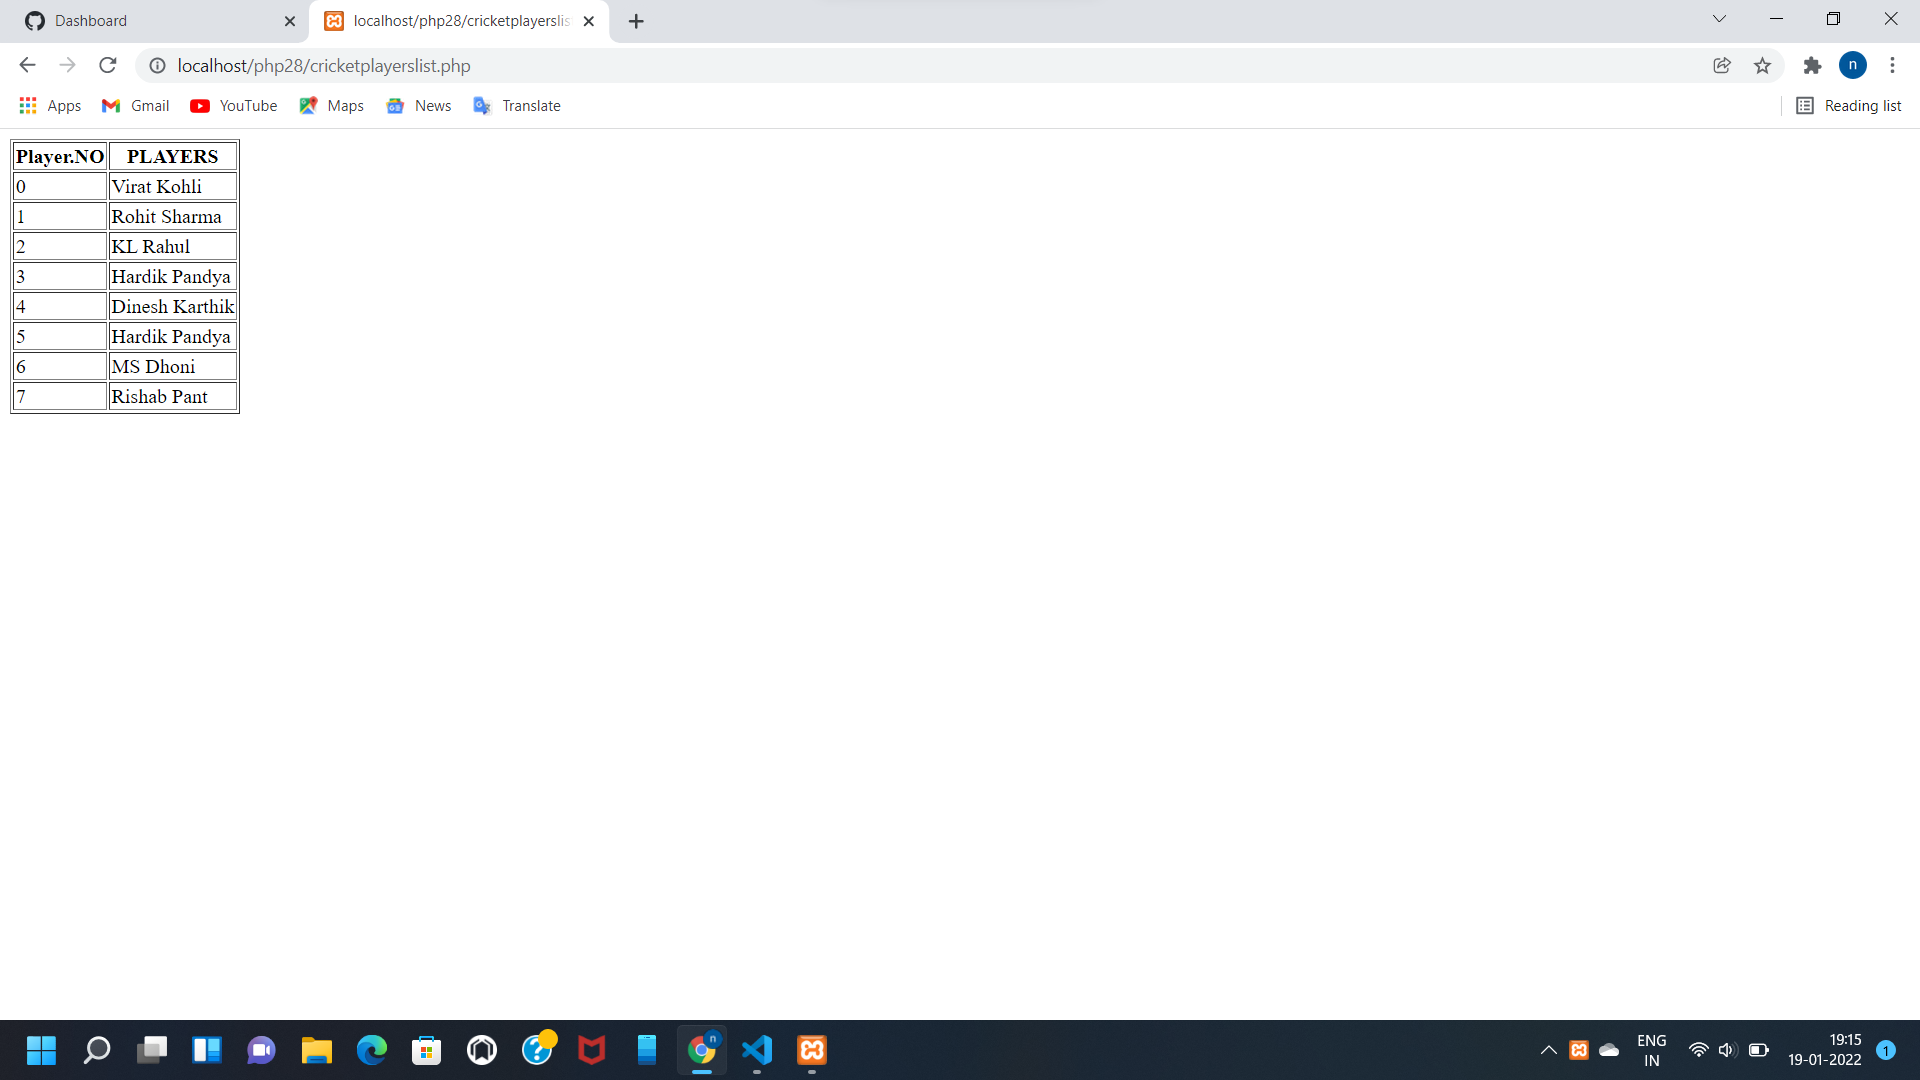 Dashboard
localhost/php28/cricketplayerslis
localhost/php28/cricketplayerslist.php
n
Apps
Gmail
YouTube
Maps
News
Translate
Reading list
Player.NO PLAYERS
0 Virat Kohli
1 Rohit Sharma
2 KL Rahul
3 Hardik Pandya
4 Dinesh Karthik
5 Hardik Pandya
6 MS Dhoni
7 Rishab Pant
n
ENG
IN
19:15
19-01-2022
1